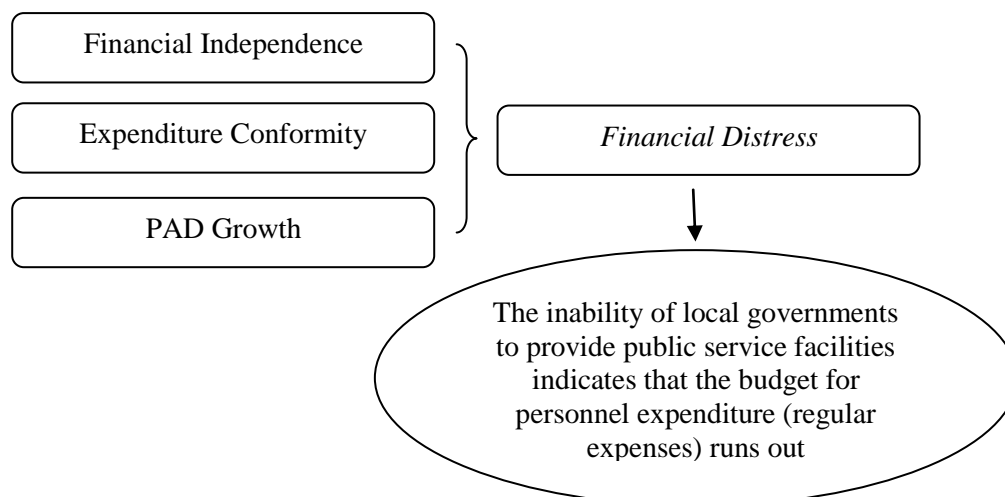 Financial Independence
Expenditure Conformity
Financial Distress
PAD Growth
The inability of local governments
to provide public service facilities
indicates that the budget for
personnel expenditure (regular
expenses) runs out